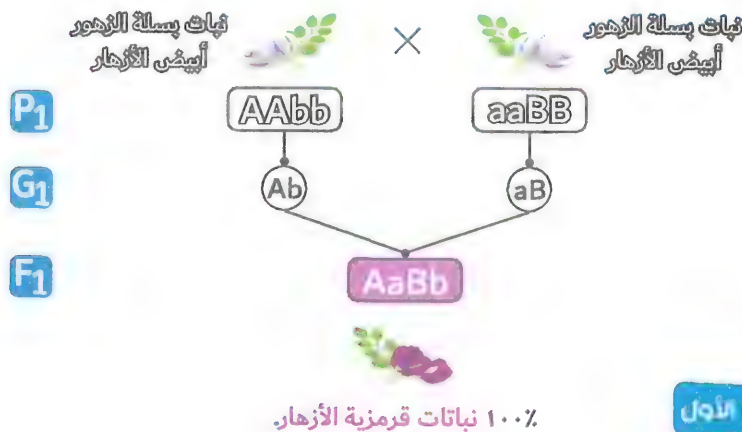 نبات بسلة الزهور
أبيض الأزهار
×
نبات بسلة الزهور
أبيض الأزهار
P1
AAbb
aaBB
G1
Ab
aB
F1
AaBb
١٠٠٪ نباتات قرمزية الأزهار.
الأول